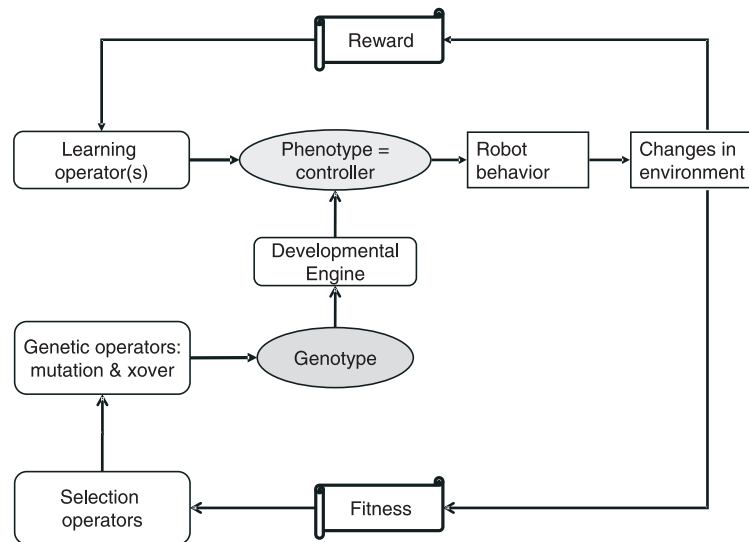 Reward
Learning
operator(s)
Phenotype =
controller
Robot
behavior
Changes in
environment
Developmental
Engine
Genetic operators:
mutation & xover
Genotype
Selection
operators
Fitness